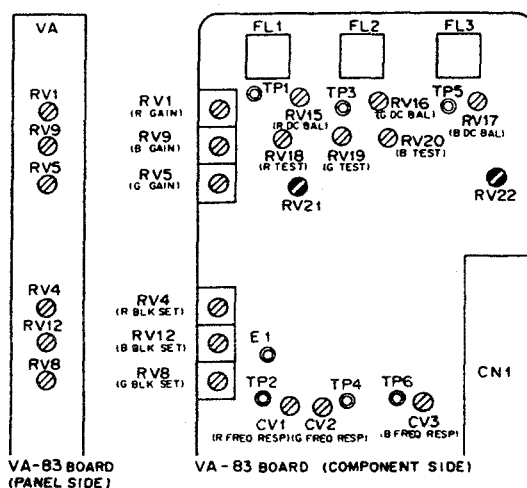 VA
RV1
RV9
RV5
RV4
RV12
RV8
VA-83 BOARD
(PANEL SIDE)
RV1
(R GAIN)
RV9
(B GAIN)
RV5
(G GAIN)
RV4
(R BLK SET)
RV12
(B BLK SET)
RV8
(G BLK SET)
FL1 FL2 FL3
TP1 TP3 TP5
RV15
(R DC BAL)
RV16
(G DC BAL)
RV17
(B DC BAL)
RV18
(R TEST)
RV19
(G TEST)
RV20
(B TEST)
RV21 RV22
E1
CN1
TP2 TP4 TP6
CV1
(R FREQ RESP)
CV2
(G FREQ RESP)
CV3
(B FREQ RESP)
VA-83 BOARD (COMPONENT SIDE)